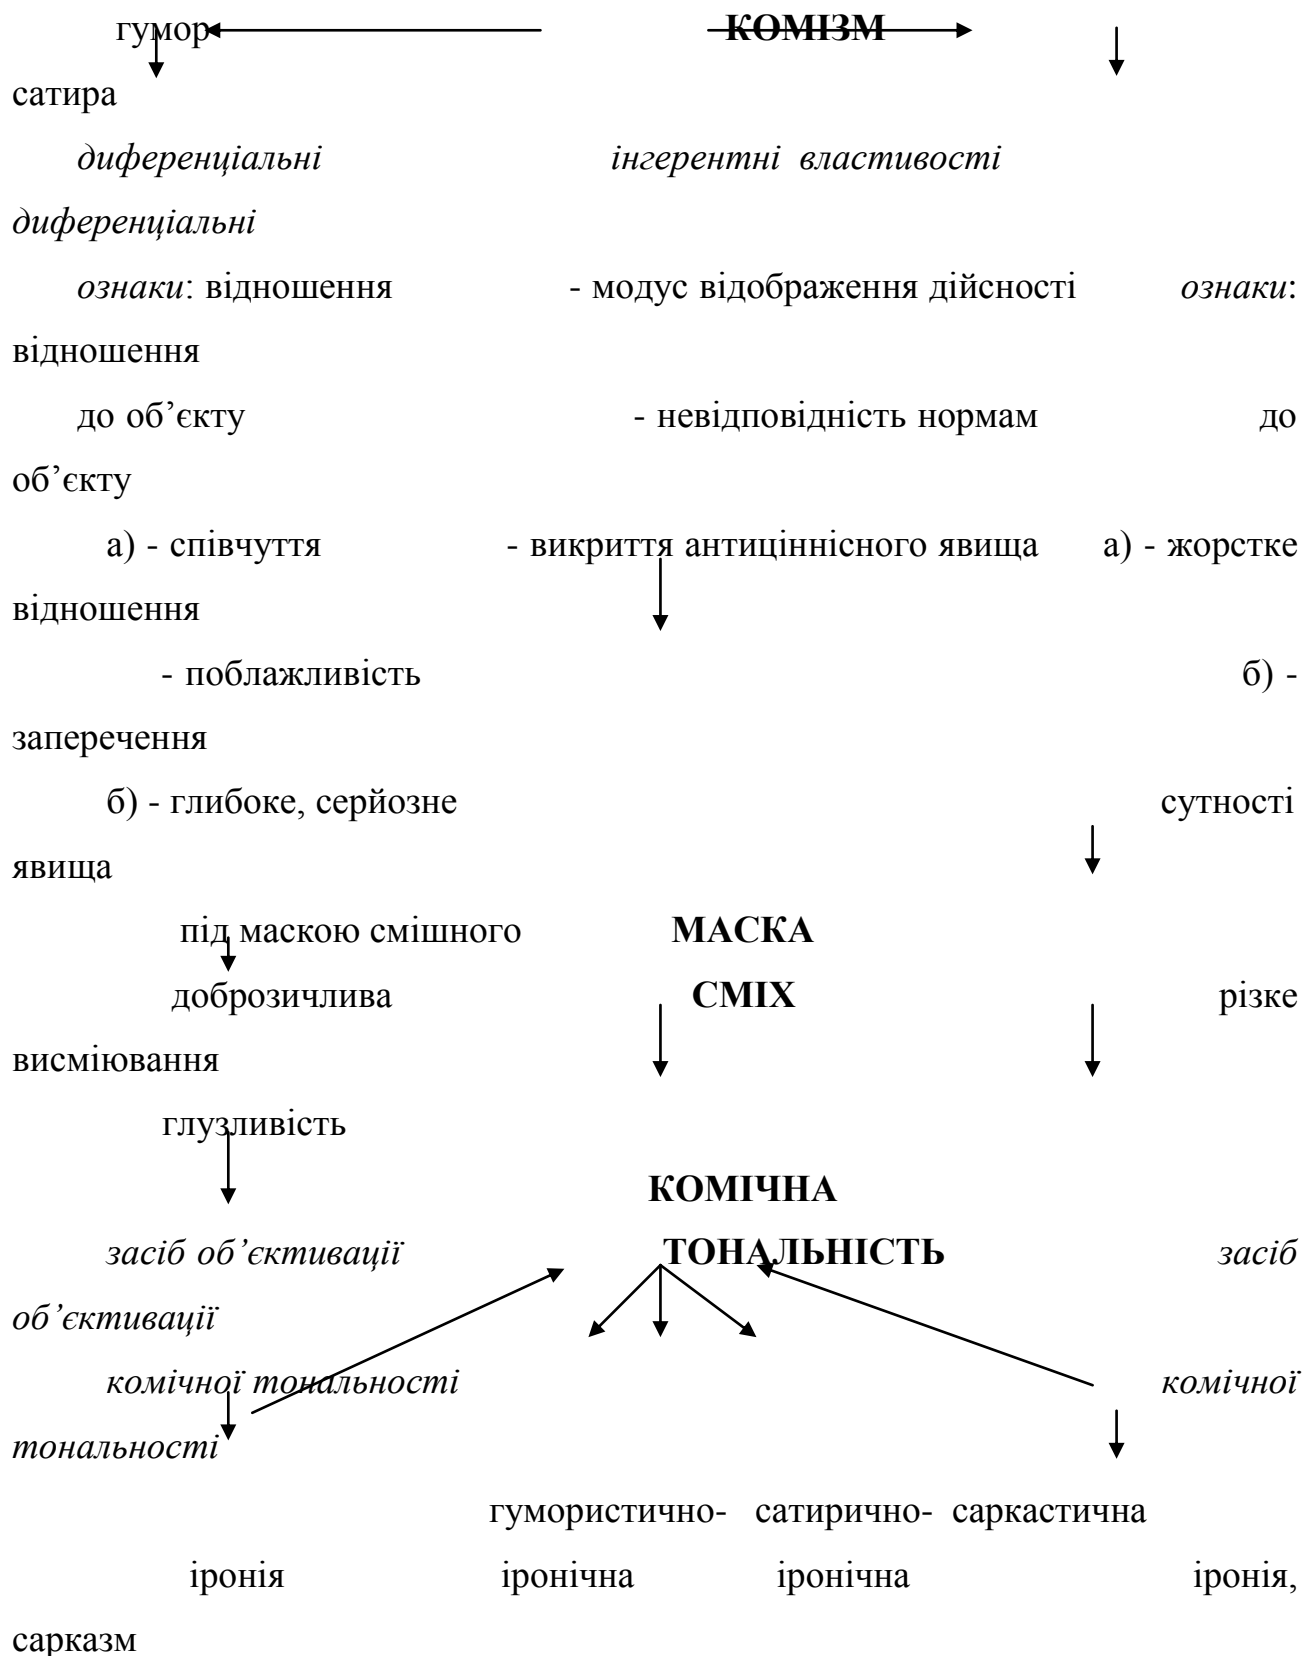 гумор КОМІЗМ
сатира
диференціальні інгерентні властивості
диференціальні
ознаки: відношення - модус відображення дійсності ознаки:
відношення
до об’єкту - невідповідність нормам до
об’єкту
а) - співчуття - викриття антиціннісного явища а) - жорстке
відношення
- поблажливість б) -
заперечення
б) - глибоке, серйозне сутності
явища
під маскою смішного МАСКА
доброзичлива СМІХ різке
висміювання
глузливість
КОМІЧНА
засіб об’єктивації ТОНАЛЬНІСТЬ засіб
об’єктивації
комічної тональності комічної
тональності
гумористично- сатирично- саркастична
іронія іронічна іронічна іронія,
сарказм